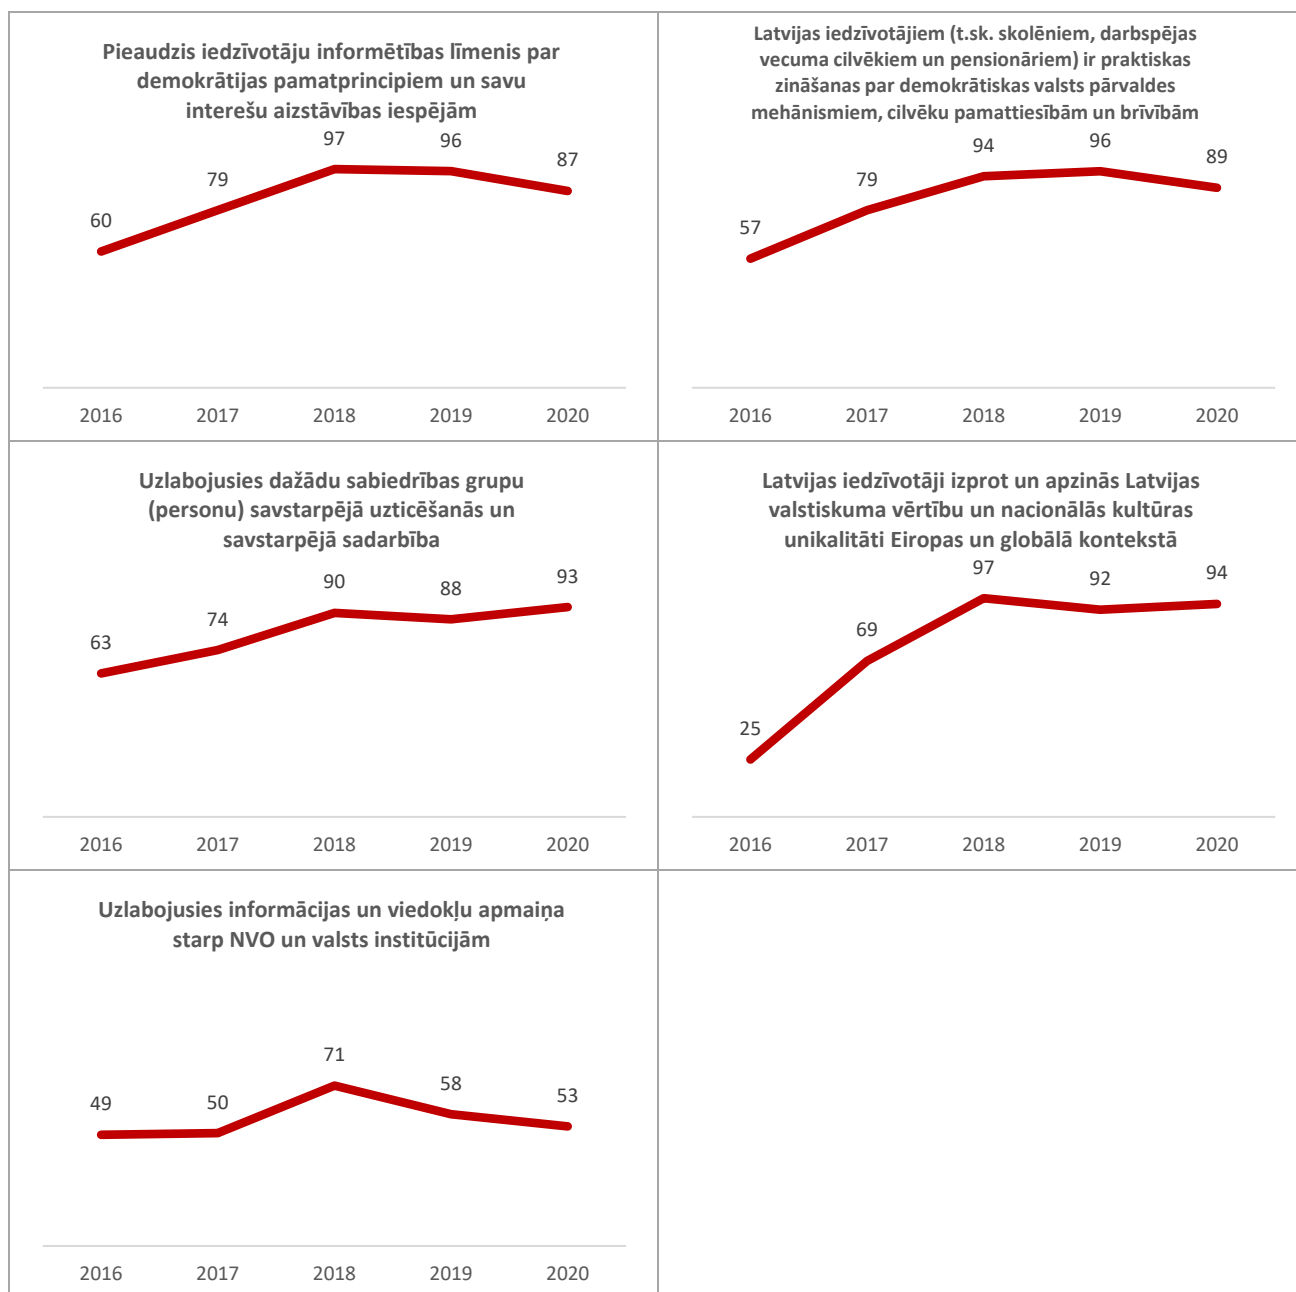 Pieaudzis iedzīvotāju informētības līmenis par
demokrātijas pamatprincipiem un savu
interešu aizstāvības iespējām
60
79
97
96
87
2016 2017 2018 2019 2020
Latvijas iedzīvotājiem (t.sk. skolēniem, darbspējas
vecuma cilvēkiem un pensionāriem) ir praktiskas
zināšanas par demokrātiskas valsts pārvaldes
mehānismiem, cilvēku pamattiesībām un brīvībām
57
79
94
96
89
2016 2017 2018 2019 2020
Uzlabojusies dažādu sabiedrības grupu
(personu) savstarpējā uzticēšanās un
savstarpējā sadarbība
63
74
90
88
93
2016 2017 2018 2019 2020
Latvijas iedzīvotāji izprot un apzinās Latvijas
valstiskuma vērtību un nacionālās kultūras
unikalitāti Eiropas un globālā kontekstā
25
69
97
92
94
2016 2017 2018 2019 2020
Uzlabojusies informācijas un viedokļu apmaiņa
starp NVO un valsts institūcijām
49
50
71
58
53
2016 2017 2018 2019 2020